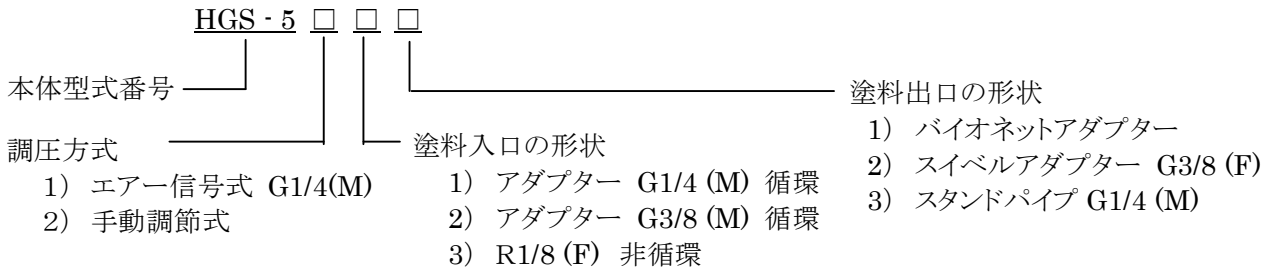 HGS - 5 □ □ □
本体型式番号
調圧方式
1) エアー信号式 G1/4(M)
2) 手動調節式
塗料入口の形状
1) アダプター G1/4 (M) 循環
2) アダプター G3/8 (M) 循環
3) R1/8 (F) 非循環
塗料出口の形状
1) バイオネットアダプター
2) スイベルアダプター G3/8 (F)
3) スタンドパイプ G1/4 (M)